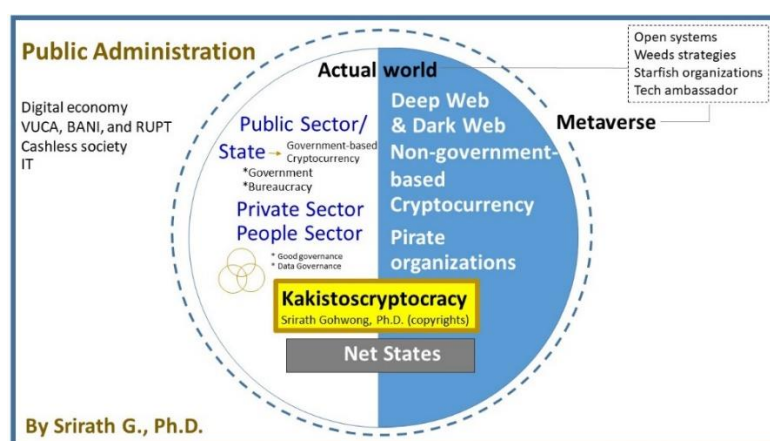 Public Administration
Digital economy
VUCA, BANI, and RUPT
Cashless society
IT
Actual world
Public Sector/
State
Government-based
Cryptocurrency
*Government
*Bureaucracy
Private Sector
People Sector
* Good governance
* Data Governance
Deep Web
& Dark Web
Non-government-
based
Cryptocurrency
Pirate
organizations
Kakistoscryptocracy
Srirath Gohwong, Ph.D. (copyrights)
Net States
Open systems
Weeds strategies
Starfish organizations
Tech ambassador
Metaverse
By Srirath G., Ph.D.